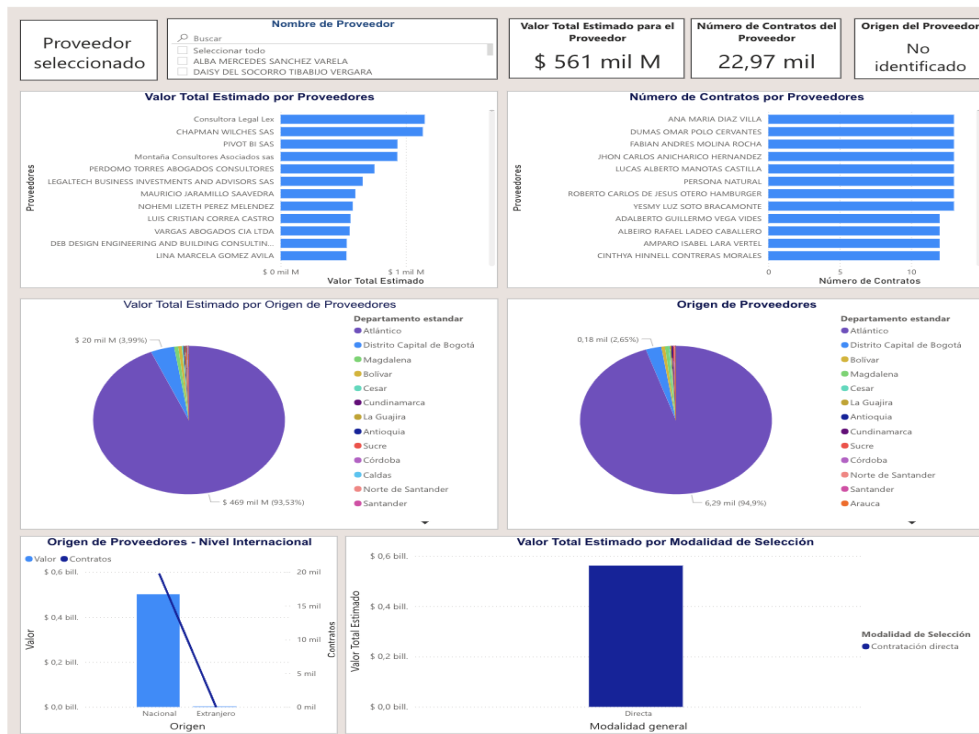 Proveedor
seleccionado
Nombre de Proveedor
Buscar
Seleccionar todo
ALBA MERCEDES SANCHEZ VARELA
DAISY DEL SOCORRO TIBABIJO VERGARA
Valor Total Estimado para el
Proveedor
$ 561 mil M
Número de Contratos del
Proveedor
22,97 mil
Origen del Proveedor
No
identificado
Valor Total Estimado por Proveedores
Proveedores
Consultora Legal Lex
CHAPMAN WILCHES SAS
PIVOT BI SAS
Montaña Consultores Asociados sas
PERDOMO TORRES ABOGADOS CONSULTORES
LEGALTECH BUSINESS INVESTMENTS AND ADVISORS SAS
MAURICIO JARAMILLO SAAVEDRA
NOHEMI LIZETH PEREZ MELENDEZ
LUIS CRISTIAN CORREA CASTRO
VARGAS ABOGADOS CIA LTDA
DEB DESIGN ENGINEERING AND BUILDING CONSULTIN...
LINA MARCELA GOMEZ AVILA
$ 0 mil M
$ 1 mil M
Valor Total Estimado
Número de Contratos por Proveedores
Proveedores
ANA MARIA DIAZ VILLA
DUMAS OMAR POLO CERVANTES
FABIAN ANDRES MOLINA ROCHA
JHON CARLOS ANICHARICO HERNANDEZ
LUCAS ALBERTO MANOTAS CASTILLA
PERSONA NATURAL
ROBERTO CARLOS DE JESUS OTERO HAMBURGER
YESMY LUZ SOTO BRACAMONTE
ADALBERTO GUILLERMO VEGA VIDES
ALBEIRO RAFAEL LADEO CABALLERO
AMPARO ISABEL LARA VERTEL
CINTHYA HINNELL CONTRERAS MORALES
0
5
10
Número de Contratos
Valor Total Estimado por Origen de Proveedores
$ 20 mil M (3,99%)
$ 469 mil M (93,53%)
Departamento estandar
Atlántico
Distrito Capital de Bogotá
Magdalena
Bolívar
Cesar
Cundinamarca
La Guajira
Antioquia
Sucre
Córdoba
Caldas
Norte de Santander
Santander
Origen de Proveedores
0,18 mil (2,65%)
6,29 mil (94,9%)
Departamento estandar
Atlántico
Distrito Capital de Bogotá
Bolívar
Magdalena
Cesar
La Guajira
Antioquia
Cundinamarca
Sucre
Córdoba
Norte de Santander
Santander
Arauca
Origen de Proveedores - Nivel Internacional
Valor
Contratos
$ 0,6 bill.
$ 0,4 bill.
$ 0,2 bill.
$ 0,0 bill.
Valor
20 mil
15 mil
10 mil
5 mil
0 mil
Contratos
Nacional
Extranjero
Origen
Valor Total Estimado por Modalidad de Selección
Valor Total Estimado
$ 0,6 bill.
$ 0,4 bill.
$ 0,2 bill.
$ 0,0 bill.
Directa
Modalidad general
Modalidad de Selección
Contratación directa